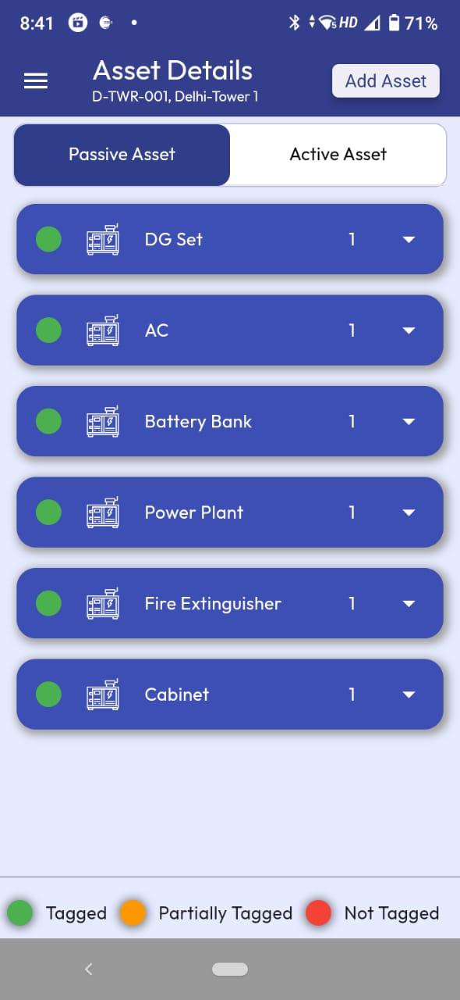 8:41
5 HD 71%
Asset Details
D-TWR-001, Delhi-Tower 1
Add Asset
Passive Asset
Active Asset
DG Set 1
AC 1
Battery Bank 1
Power Plant 1
Fire Extinguisher 1
Cabinet 1
Tagged
Partially Tagged
Not Tagged